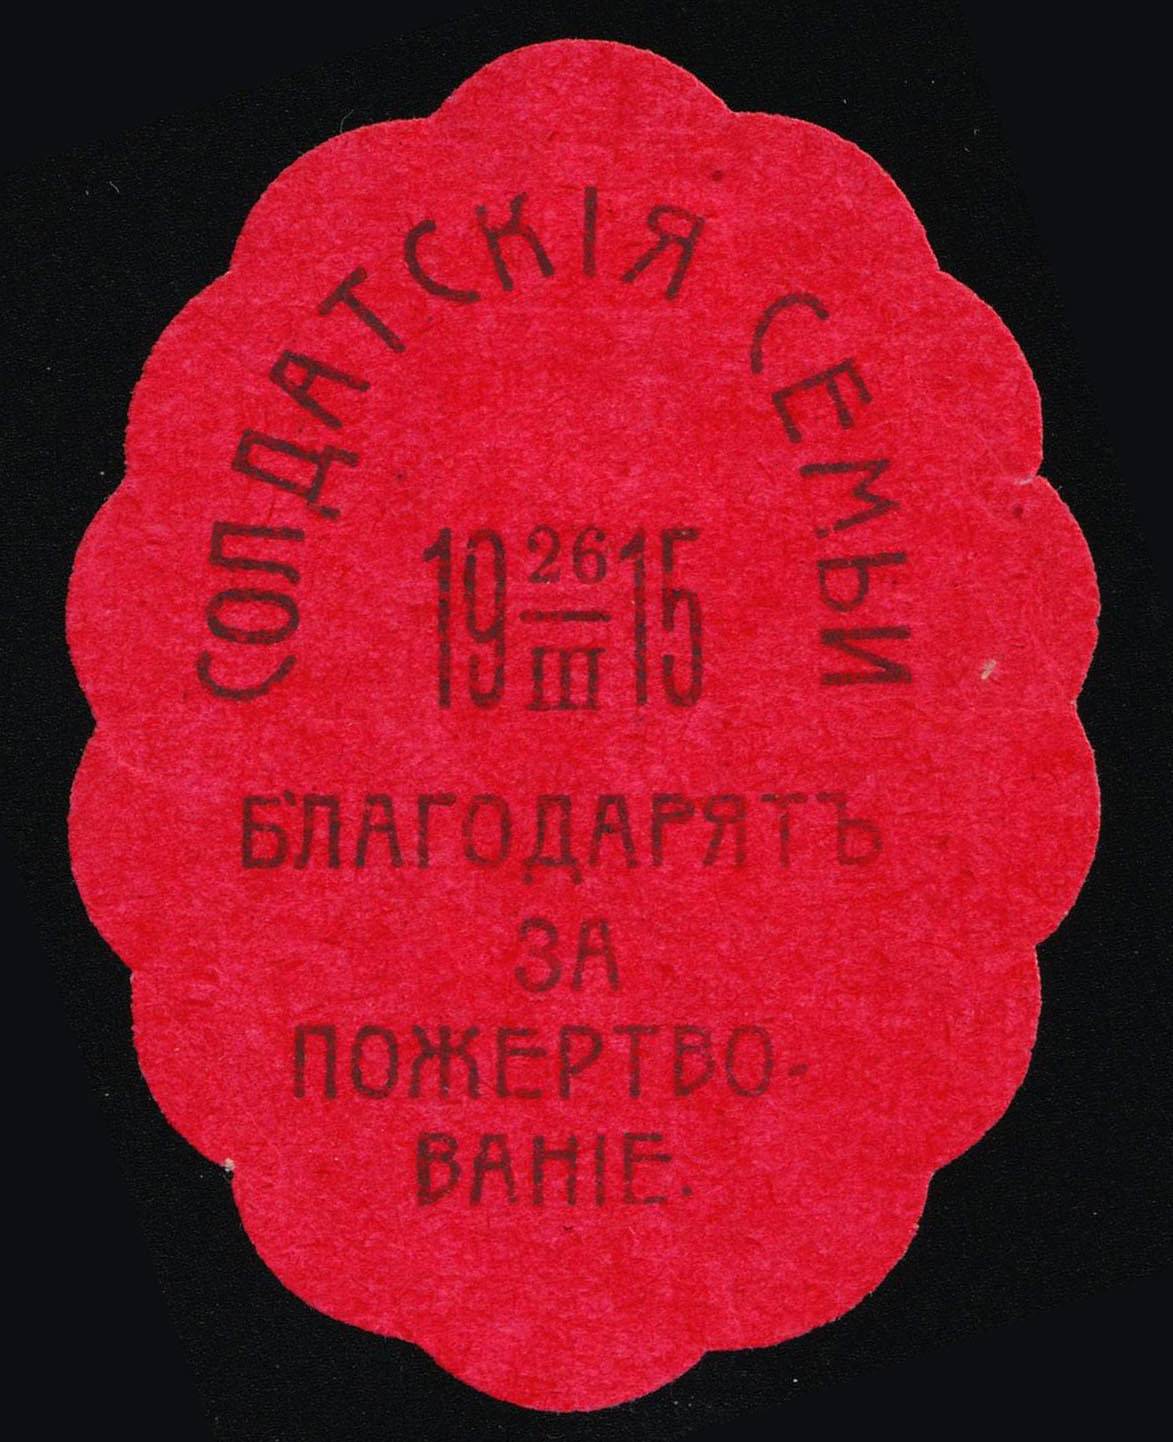 СОЛДАТСКІЯ СЕМЬИ
19 26/III 15
БЛАГОДАРЯТЪ
ЗА
ПОЖЕРТВО-
ВАНІЕ.